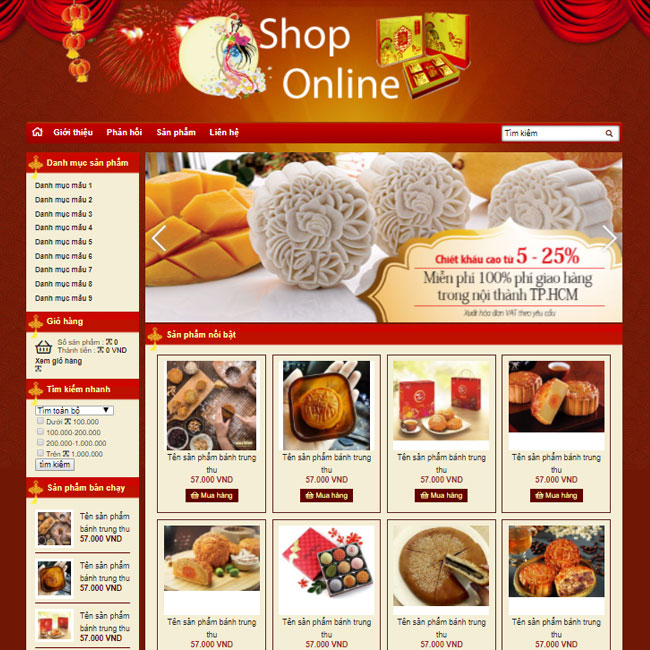 Shop
Online
Giới thiệu
Phản hồi
Sản phẩm
Liên hệ
Tìm kiếm
Danh mục sản phẩm
Danh mục mẫu 1
Danh mục mẫu 2
Danh mục mẫu 3
Danh mục mẫu 4
Danh mục mẫu 5
Danh mục mẫu 6
Danh mục mẫu 7
Danh mục mẫu 8
Danh mục mẫu 9
Giỏ hàng
Số sản phẩm : 0
Thành tiền : 0 VND
Xem giỏ hàng
Tìm kiếm nhanh
Tìm toàn bộ
Dưới 100.000
100.000-200.000
200.000-1.000.000
Trên 1.000.000
tìm kiếm
Sản phẩm bán chạy
Tên sản phẩm
bánh trung thu
57.000 VND
Tên sản phẩm
bánh trung thu
57.000 VND
Tên sản phẩm
bánh trung thu
57.000 VND
Chiết khấu cao từ 5 - 25%
Miễn phí 100% phí giao hàng
trong nội thành TP.HCM
Xuất hóa đơn VAT theo yêu cầu
Sản phẩm nổi bật
Tên sản phẩm bánh trung
thu
57.000 VND
Mua hàng
Tên sản phẩm bánh trung
thu
57.000 VND
Mua hàng
Tên sản phẩm bánh trung
thu
57.000 VND
Mua hàng
Tên sản phẩm bánh trung
thu
57.000 VND
Mua hàng
Tên sản phẩm bánh trung
thu
57.000 VND
Tên sản phẩm bánh trung
thu
57.000 VND
Tên sản phẩm bánh trung
thu
57.000 VND
Tên sản phẩm bánh trung
thu
57.000 VND